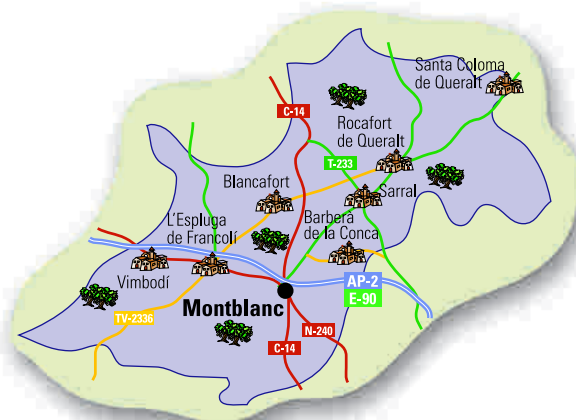 Santa Coloma
de Queralt
C-14
Rocafort
de Queralt
T-233
Blancafort
Sarral
L'Espluga
de Francolí
Barberà
de la Conca
Vimbodí
AP-2
E-90
Montblanc
TV-2336
N-240
C-14